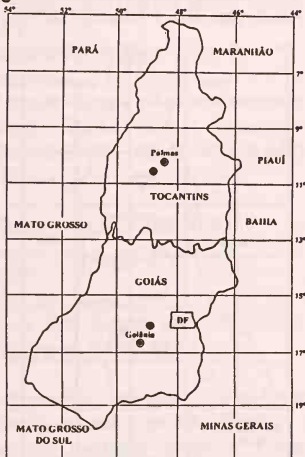 54° 52° 50° 48° 46° 44°
PARÁ
MARANHÃO
7°
9°
Palmas
PIAUÍ
11°
TOCANTINS
MATO GROSSO
BAHIA
13°
GOIÁS
15°
DF
Goiânia
17°
19°
MATO GROSSO
DO SUL
MINAS GERAIS